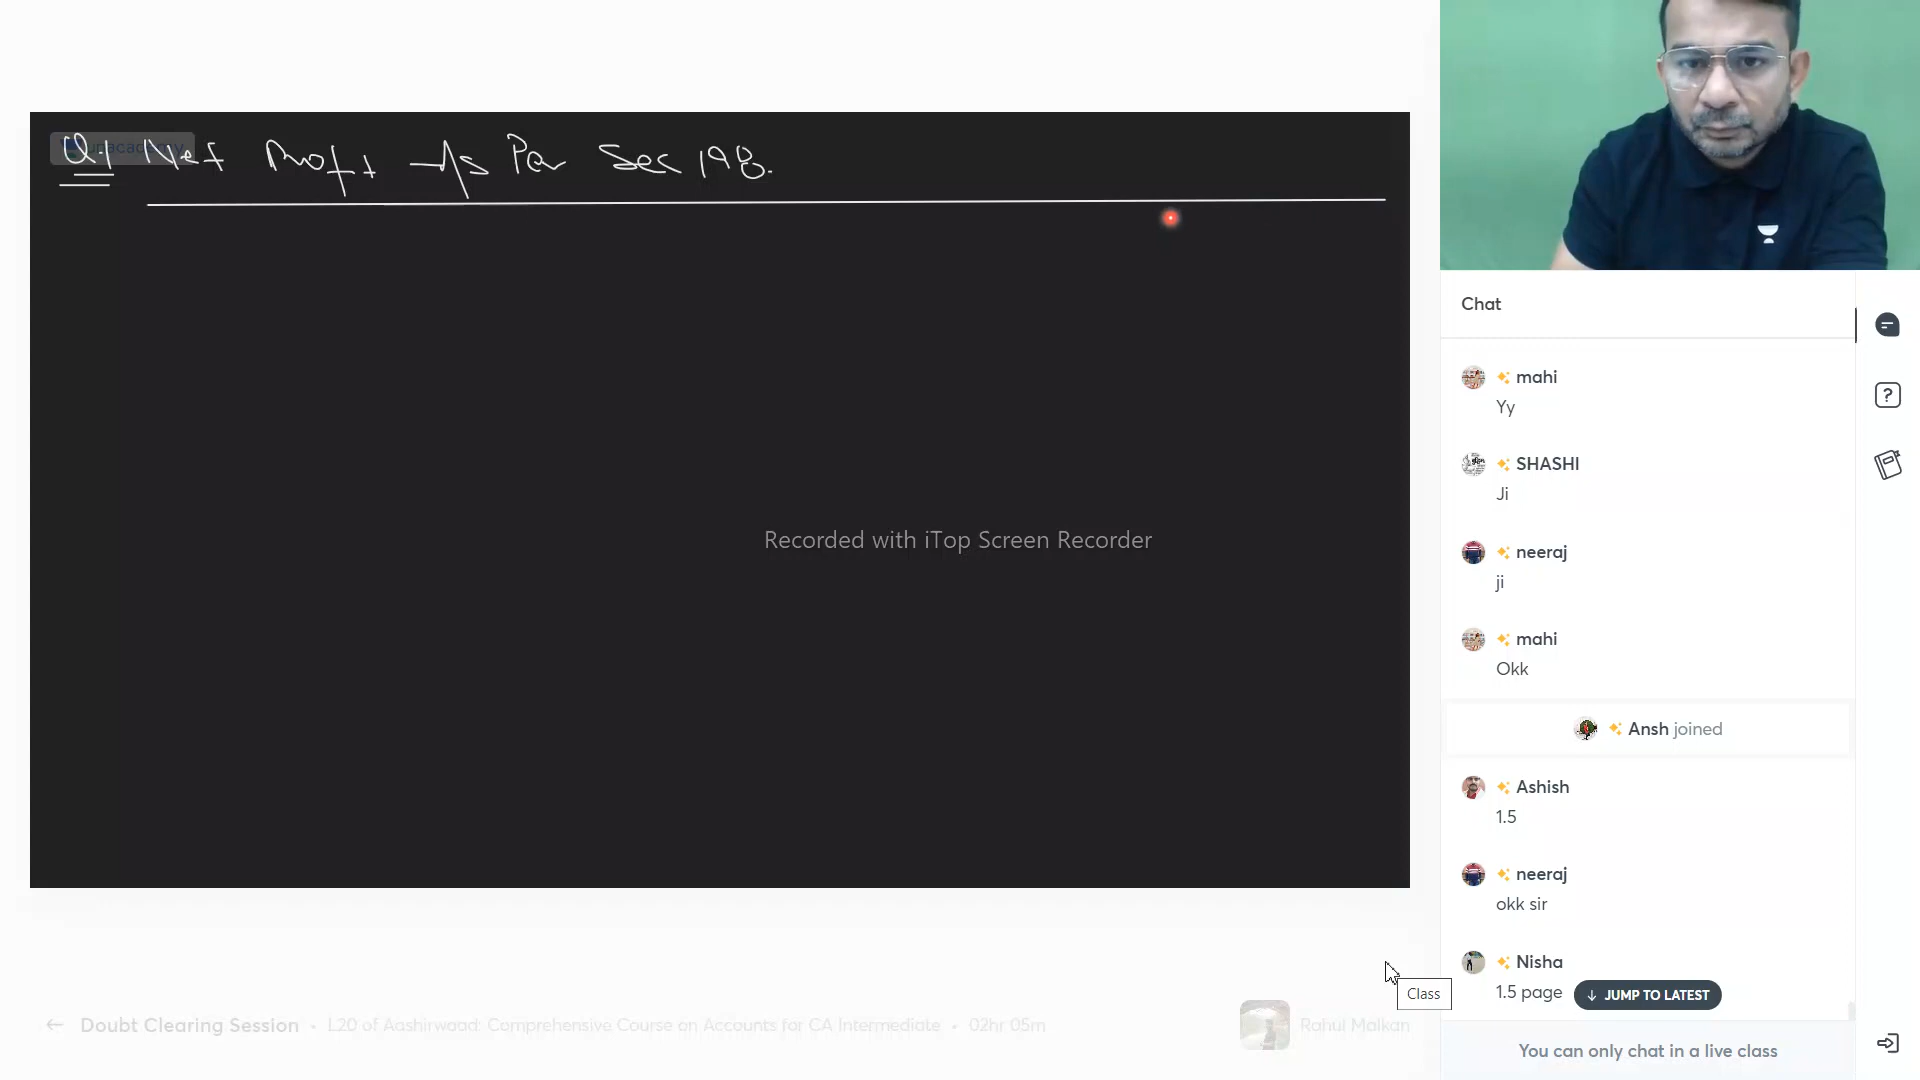 Q.1 Net Profit A/s Per Sec 198.
unacademy
Recorded with iTop Screen Recorder
Chat
mahi
Yy
SHASHI
Ji
neeraj
ji
mahi
Okk
Ansh joined
Ashish
1.5
neeraj
okk sir
Nisha
1.5 page
JUMP TO LATEST
Class
Doubt Clearing Session • L20 of Aashirwaad: Comprehensive Course on Accounts for CA Intermediate • 02hr 05m
Rahul Malkan
You can only chat in a live class